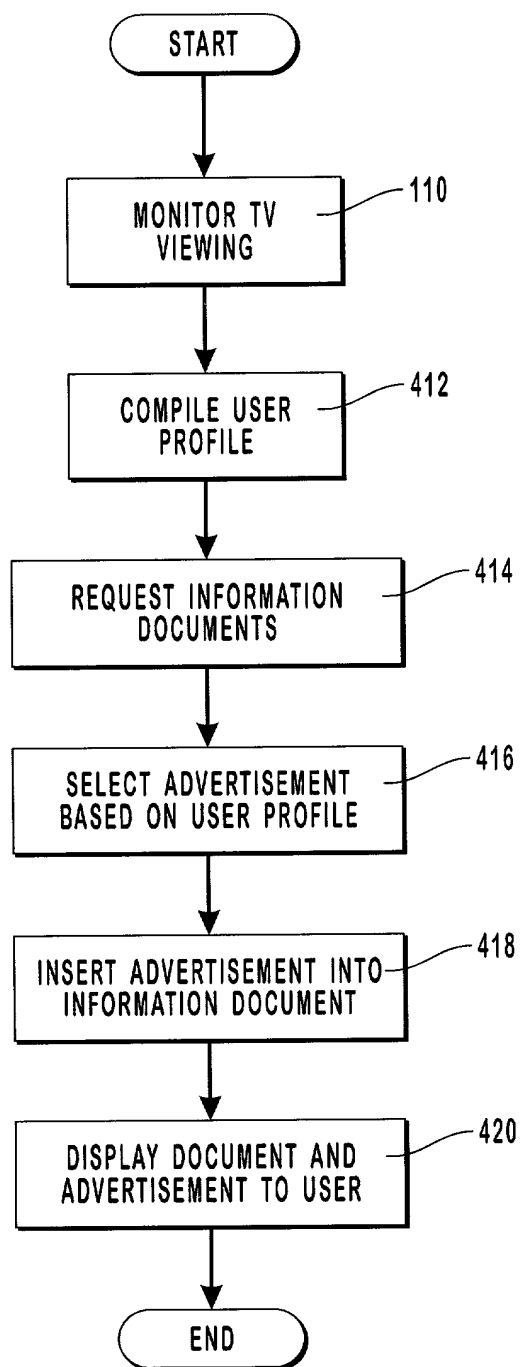 START
MONITOR TV
VIEWING
110
COMPILE USER
PROFILE
412
REQUEST INFORMATION
DOCUMENTS
414
SELECT ADVERTISEMENT
BASED ON USER PROFILE
416
INSERT ADVERTISEMENT INTO
INFORMATION DOCUMENT
418
DISPLAY DOCUMENT AND
ADVERTISEMENT TO USER
420
END